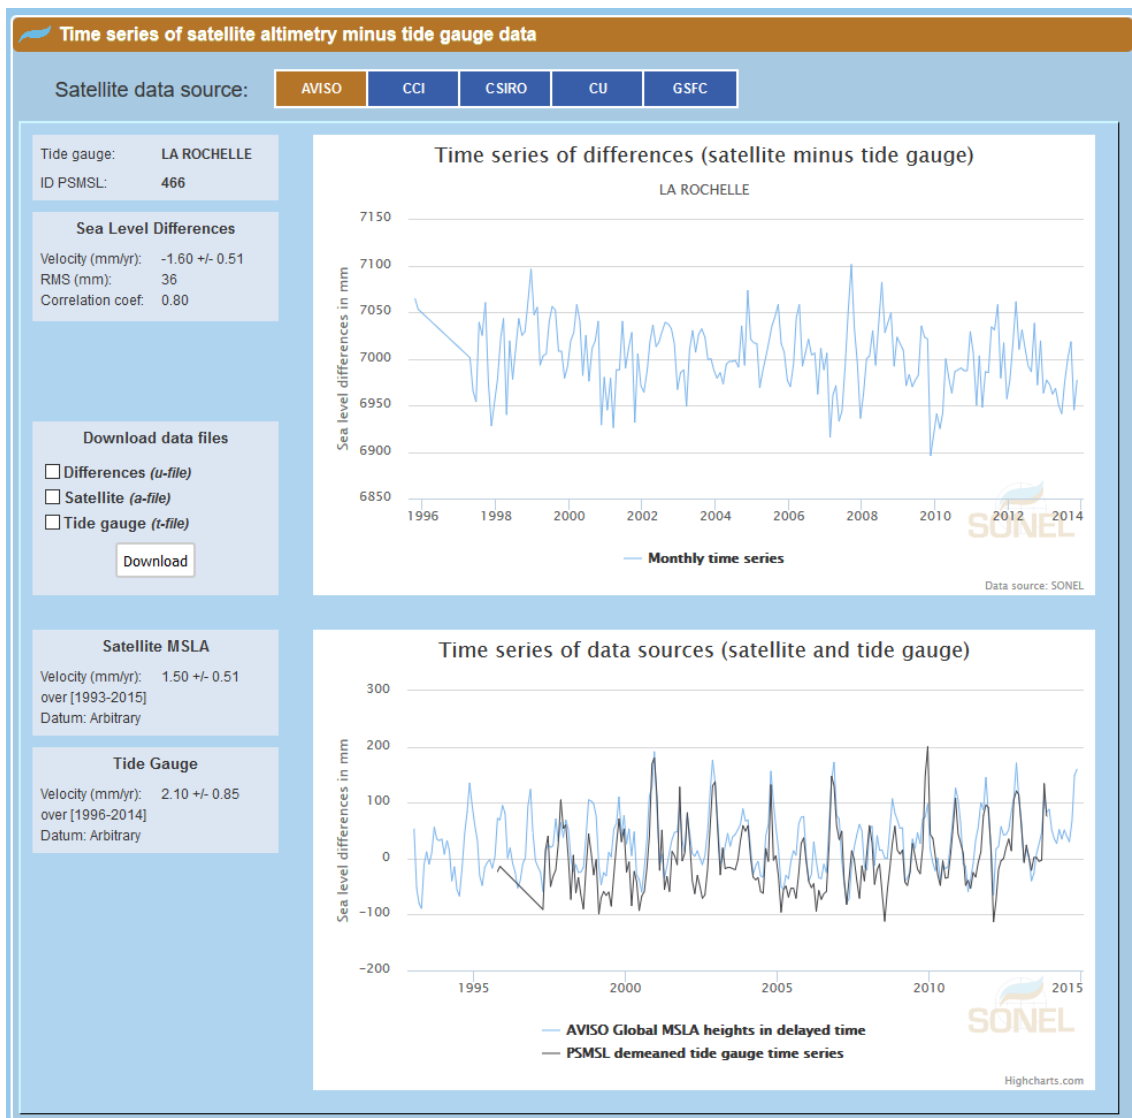 Time series of satellite altimetry minus tide gauge data
Satellite data source: AVISO CCI CSIRO CU GSFC
Tide gauge: LA ROCHELLE
ID PSMSL: 466
Sea Level Differences
Velocity (mm/yr): -1.60 +/- 0.51
RMS (mm): 36
Correlation coef: 0.80
Download data files
Differences (u-file)
Satellite (a-file)
Tide gauge (t-file)
Download
Time series of differences (satellite minus tide gauge)
LA ROCHELLE
Sea level differences in mm
7150
7100
7050
7000
6950
6900
6850
1996 1998 2000 2002 2004 2006 2008 2010 2012 2014
SONEL
Monthly time series
Data source: SONEL
Satellite MSLA
Velocity (mm/yr): 1.50 +/- 0.51
over [1993-2015]
Datum: Arbitrary
Tide Gauge
Velocity (mm/yr): 2.10 +/- 0.85
over [1996-2014]
Datum: Arbitrary
Time series of data sources (satellite and tide gauge)
Sea level differences in mm
300
200
100
0
−100
−200
1995 2000 2005 2010 2015
SONEL
AVISO Global MSLA heights in delayed time
PSMSL demeaned tide gauge time series
Highcharts.com